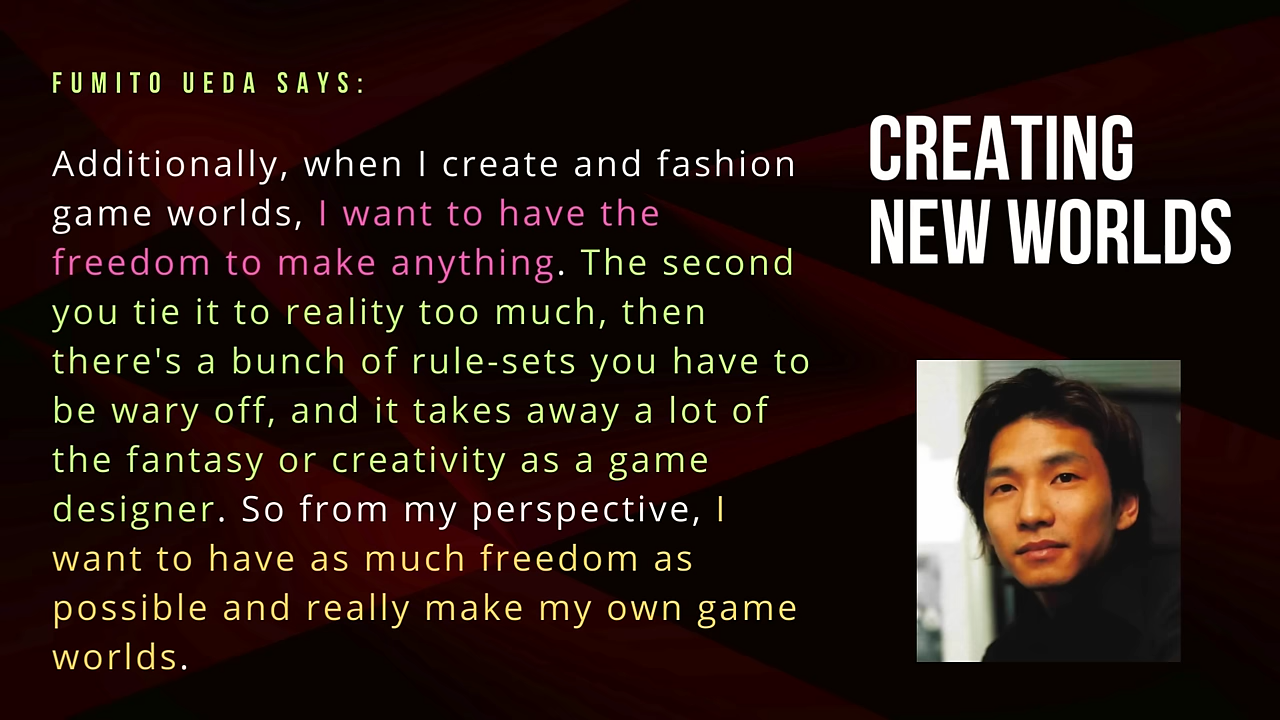 FUMITO UEDA SAYS:
Additionally, when I create and fashion
game worlds, I want to have the
freedom to make anything. The second
you tie it to reality too much, then
there's a bunch of rule-sets you have to
be wary off, and it takes away a lot of
the fantasy or creativity as a game
designer. So from my perspective, I
want to have as much freedom as
possible and really make my own game
worlds.
CREATING
NEW WORLDS